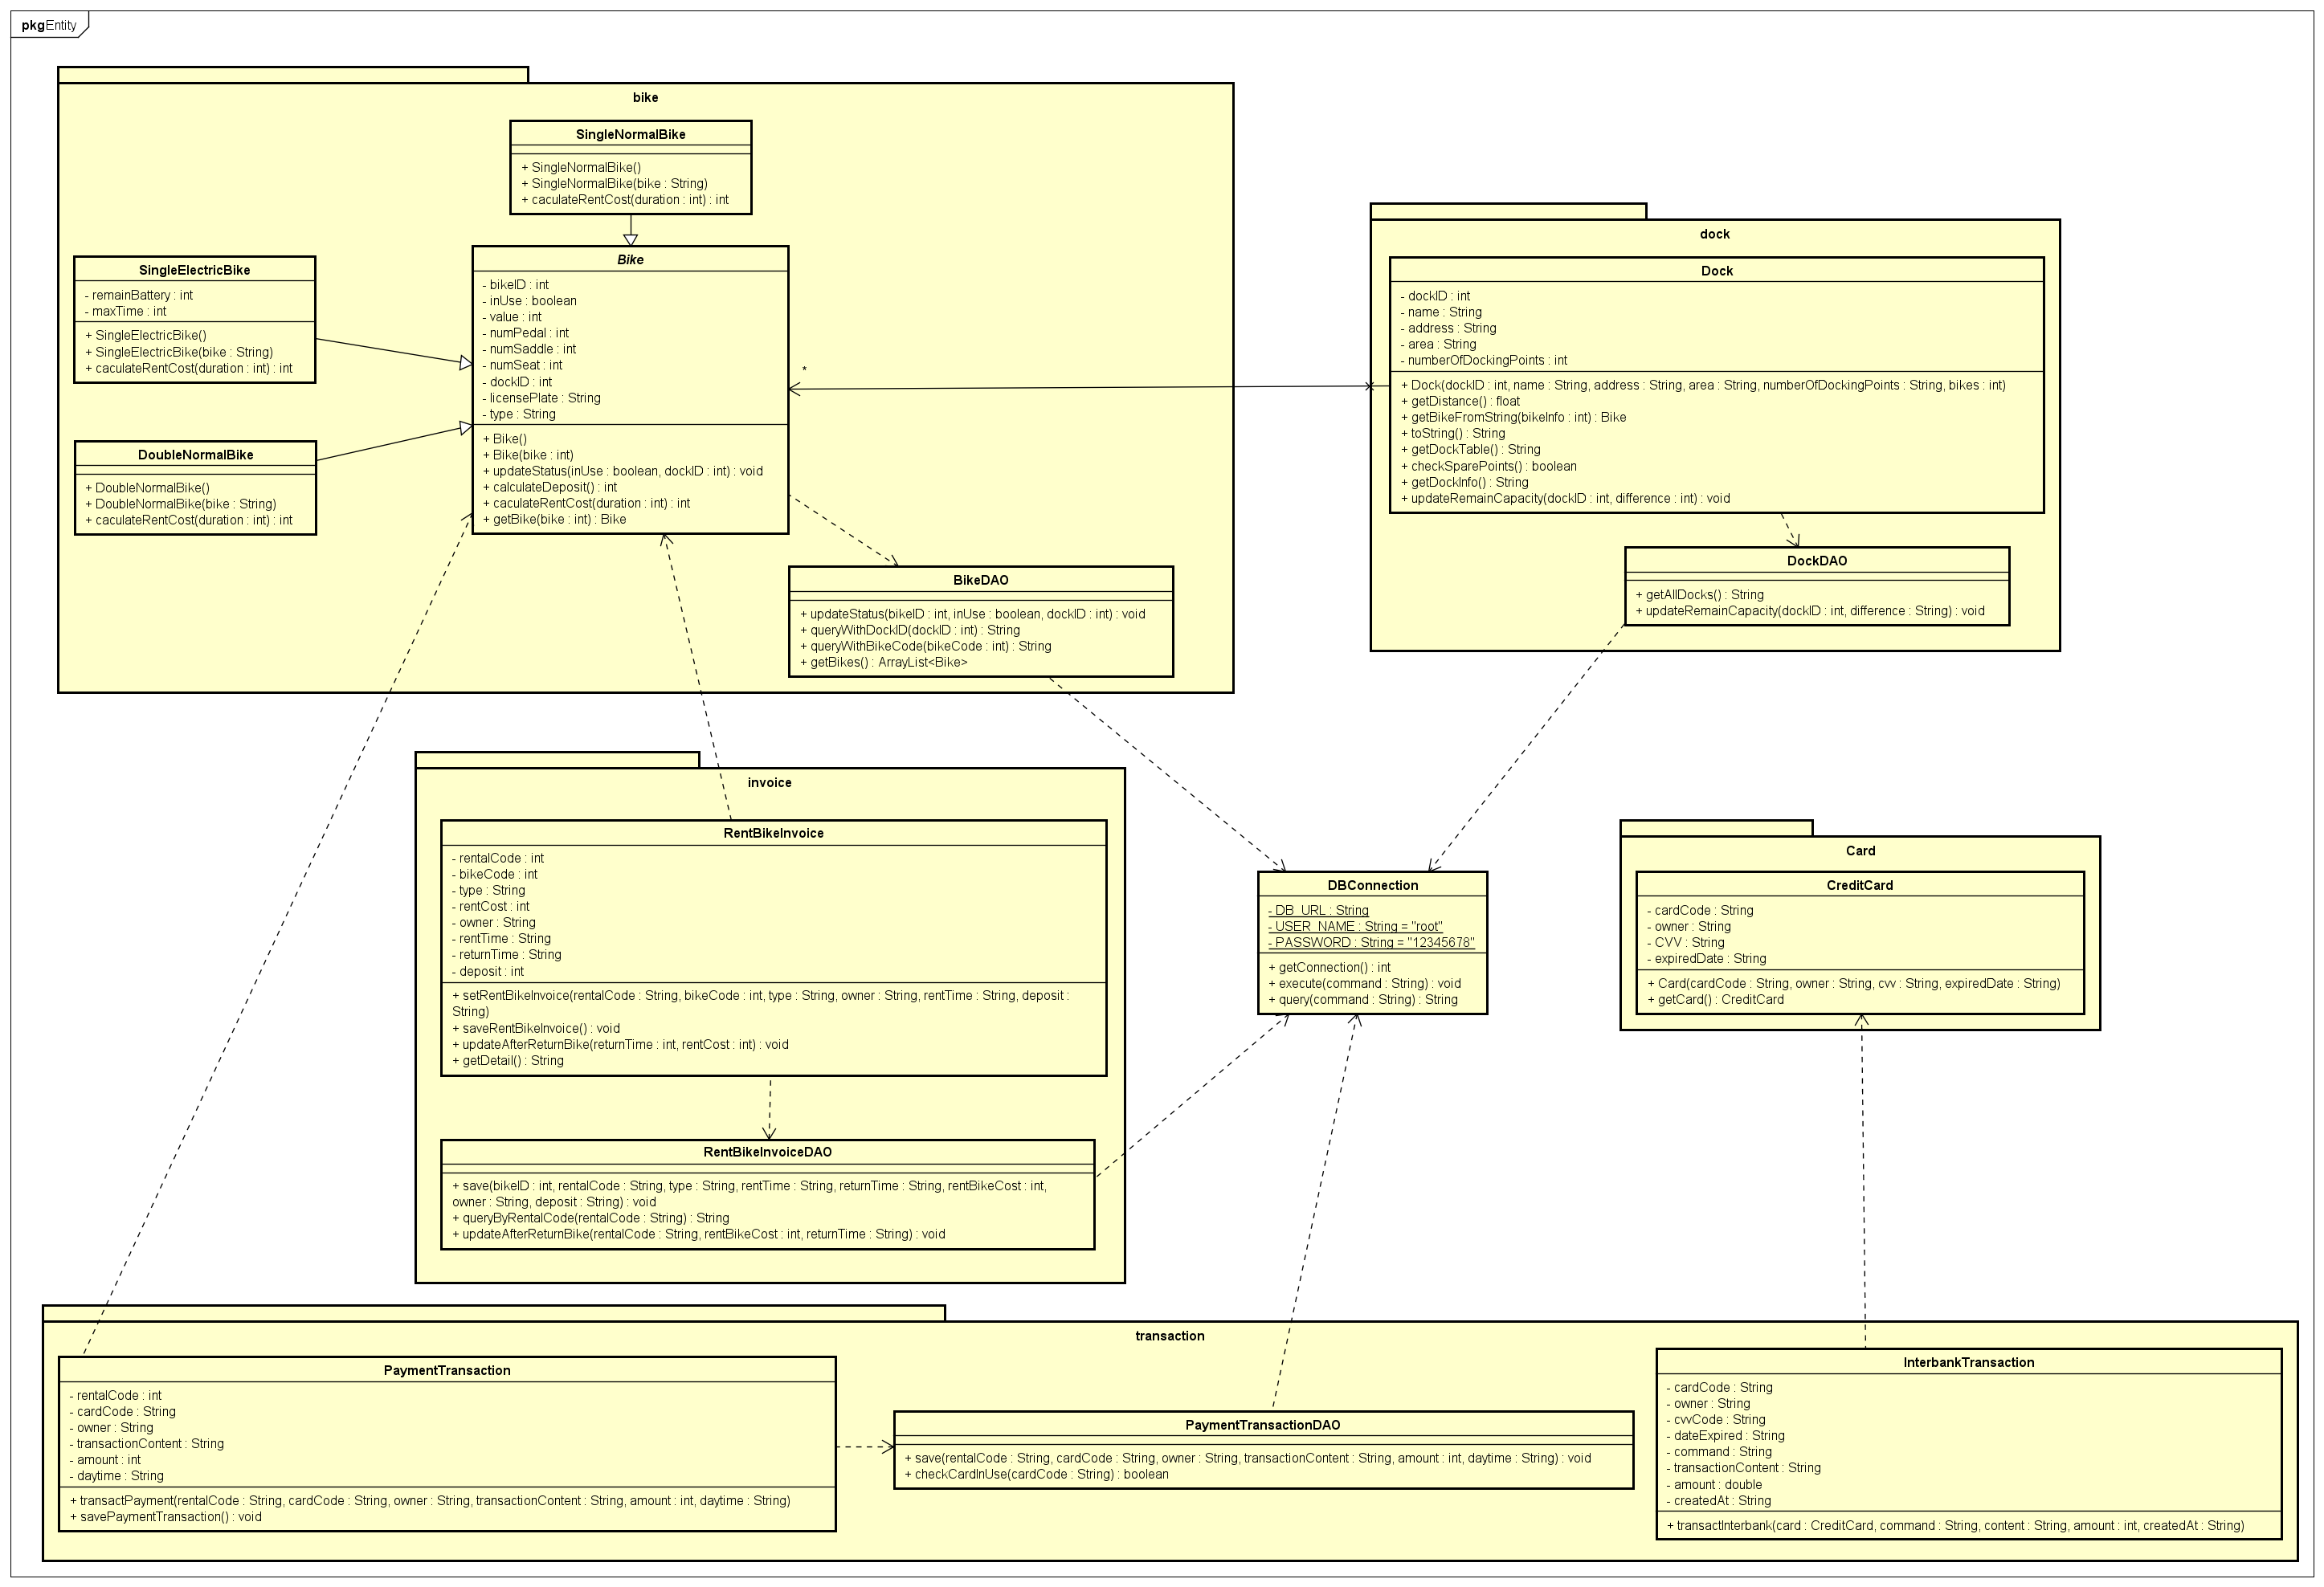 pkgEntity
bike
SingleNormalBike
+ SingleNormalBike()
+ SingleNormalBike(bike : String)
+ caculateRentCost(duration : int) : int
SingleElectricBike
- remainBattery : int
- maxTime : int
+ SingleElectricBike()
+ SingleElectricBike(bike : String)
+ caculateRentCost(duration : int) : int
DoubleNormalBike
+ DoubleNormalBike()
+ DoubleNormalBike(bike : String)
+ caculateRentCost(duration : int) : int
Bike
- bikeID : int
- inUse : boolean
- value : int
- numPedal : int
- numSaddle : int
- numSeat : int
- dockID : int
- licensePlate : String
- type : String
+ Bike()
+ Bike(bike : int)
+ updateStatus(inUse : boolean, dockID : int) : void
+ calculateDeposit() : int
+ caculateRentCost(duration : int) : int
+ getBike(bike : int) : Bike
*
BikeDAO
+ updateStatus(bikeID : int, inUse : boolean, dockID : int) : void
+ queryWithDockID(dockID : int) : String
+ queryWithBikeCode(bikeCode : int) : String
+ getBikes() : ArrayList<Bike>
dock
Dock
- dockID : int
- name : String
- address : String
- area : String
- numberOfDockingPoints : int
+ Dock(dockID : int, name : String, address : String, area : String, numberOfDockingPoints : String, bikes : int)
+ getDistance() : float
+ getBikeFromString(bikeInfo : int) : Bike
+ toString() : String
+ getDockTable() : String
+ checkSparePoints() : boolean
+ getDockInfo() : String
+ updateRemainCapacity(dockID : int, difference : int) : void
DockDAO
+ getAllDocks() : String
+ updateRemainCapacity(dockID : int, difference : String) : void
invoice
RentBikeInvoice
- rentalCode : int
- bikeCode : int
- type : String
- rentCost : int
- owner : String
- rentTime : String
- returnTime : String
- deposit : int
+ setRentBikeInvoice(rentalCode : String, bikeCode : int, type : String, owner : String, rentTime : String, deposit :
String)
+ saveRentBikeInvoice() : void
+ updateAfterReturnBike(returnTime : int, rentCost : int) : void
+ getDetail() : String
RentBikeInvoiceDAO
+ save(bikeID : int, rentalCode : String, type : String, rentTime : String, returnTime : String, rentBikeCost : int,
owner : String, deposit : String) : void
+ queryByRentalCode(rentalCode : String) : String
+ updateAfterReturnBike(rentalCode : String, rentBikeCost : int, returnTime : String) : void
DBConnection
- DB_URL : String
- USER_NAME : String = "root"
- PASSWORD : String = "12345678"
+ getConnection() : int
+ execute(command : String) : void
+ query(command : String) : String
Card
CreditCard
- cardCode : String
- owner : String
- CVV : String
- expiredDate : String
+ Card(cardCode : String, owner : String, cvv : String, expiredDate : String)
+ getCard() : CreditCard
transaction
PaymentTransaction
- rentalCode : int
- cardCode : String
- owner : String
- transactionContent : String
- amount : int
- daytime : String
+ transactPayment(rentalCode : String, cardCode : String, owner : String, transactionContent : String, amount : int, daytime : String)
+ savePaymentTransaction() : void
PaymentTransactionDAO
+ save(rentalCode : String, cardCode : String, owner : String, transactionContent : String, amount : int, daytime : String) : void
+ checkCardInUse(cardCode : String) : boolean
InterbankTransaction
- cardCode : String
- owner : String
- cvvCode : String
- dateExpired : String
- command : String
- transactionContent : String
- amount : double
- createdAt : String
+ transactInterbank(card : CreditCard, command : String, content : String, amount : int, createdAt : String)